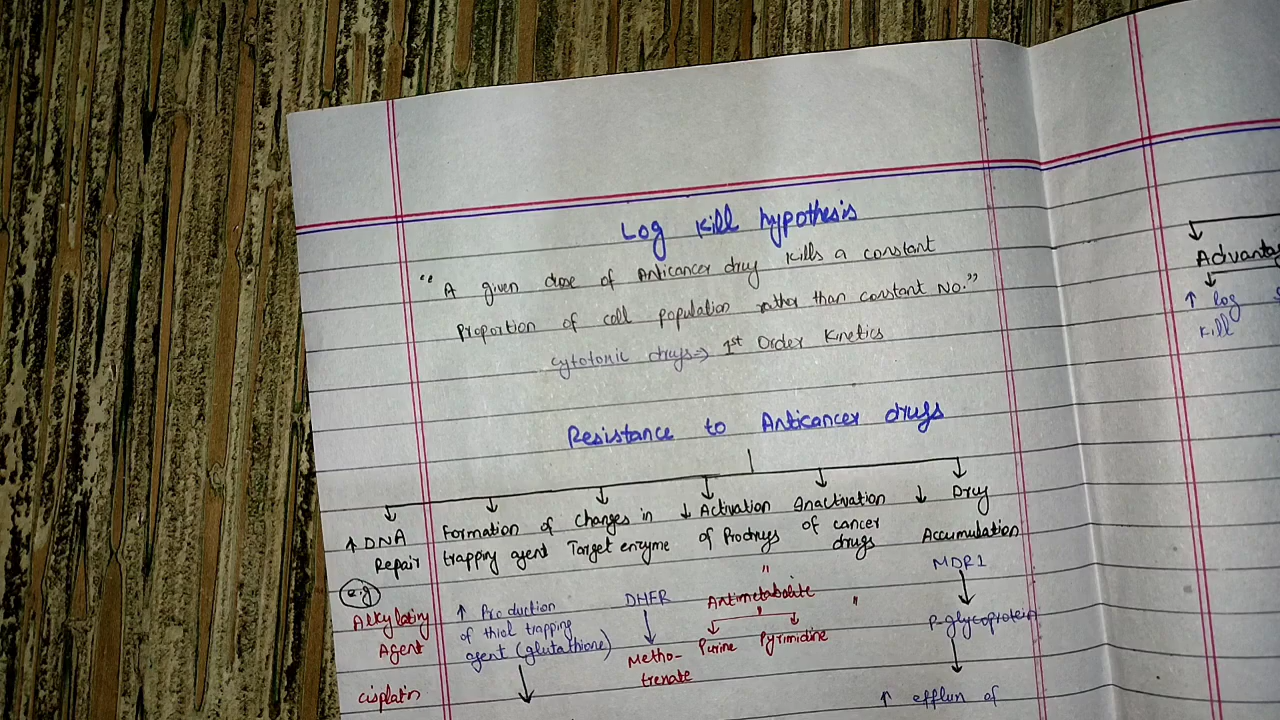 Log Kill hypothesis
"A given dose of Anticancer drug kills a constant
Proportion of cell population rather than constant No."
Cytotonic drugs => 1st Order Kinetics
Resistance to Anticancer drugs
↑ DNA Repair
Formation of trapping agent
Changes in Target enzyme
↓ Activation of Prodrugs
Inactivation of cancer drugs
↓ Drug Accumulation
e.g
Alkylating
Agent
cisplatin
↑ Production
of thiol trapping
agent (glutathione)
DHFR
Metho-
trexate
"
Antimetabolite
Purine Pyrimidine
"
MDR1
P-glycoprotein
↑ efflux of
Advanta
↑ log
kill